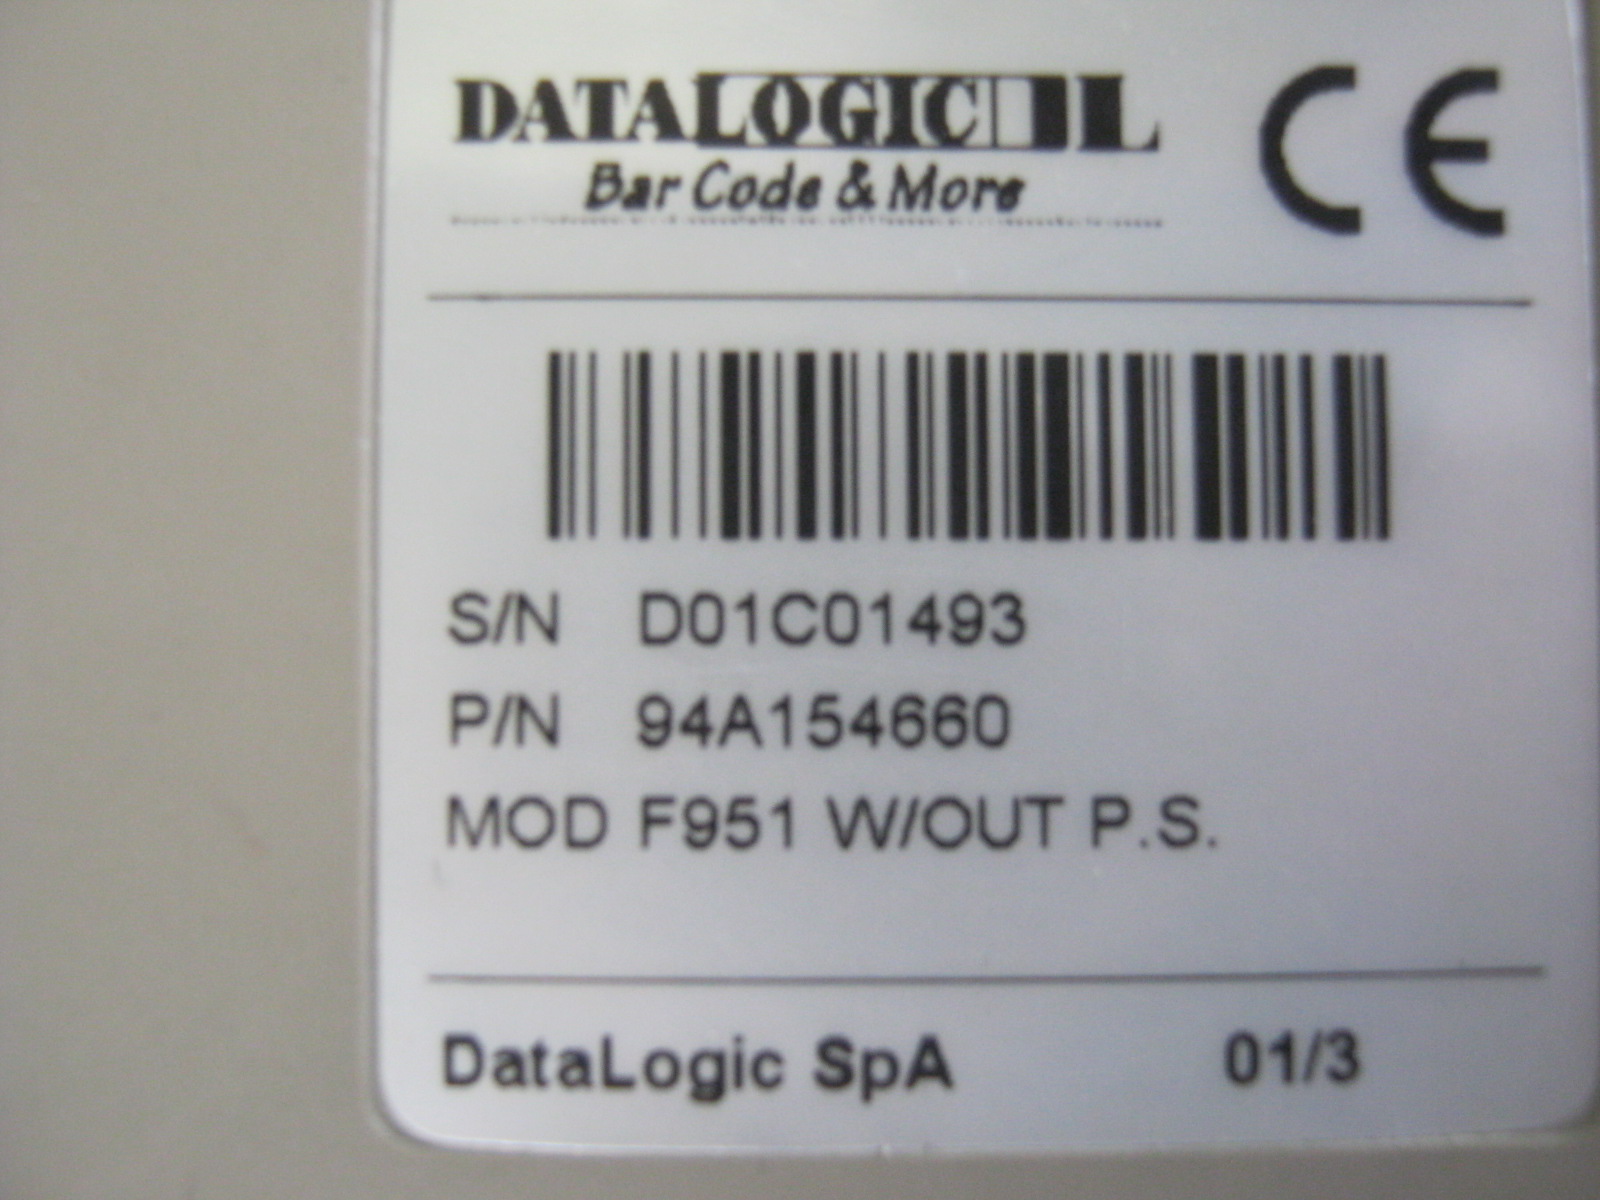 DATALOGIC
Bar Code & More
CE
S/N D01C01493
P/N 94A154660
MOD F951 W/OUT P.S.
DataLogic SpA 01/3